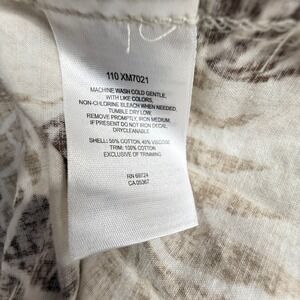 110 XM7021
MACHINE WASH COLD GENTLE,
WITH LIKE COLORS,
NON-CHLORINE BLEACH WHEN NEEDED,
TUMBLE DRY LOW,
REMOVE PROMPTLY, IRON MEDIUM,
IF PRESENT DO NOT IRON DECAL,
DRYCLEANABLE
SHELL: 55% COTTON, 45% VISCOSE
TRIM: 100% COTTON
EXCLUSIVE OF TRIMMING
RN 68724
CA 05367